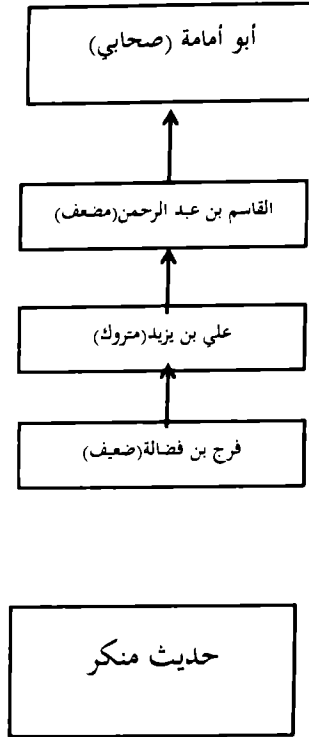 أبو أمامة (صحابي)
القاسم بن عبد الرحمن(مضعف)
علي بن يزيد(متروك)
فرج بن فضالة(ضعيف)
حديث منكر